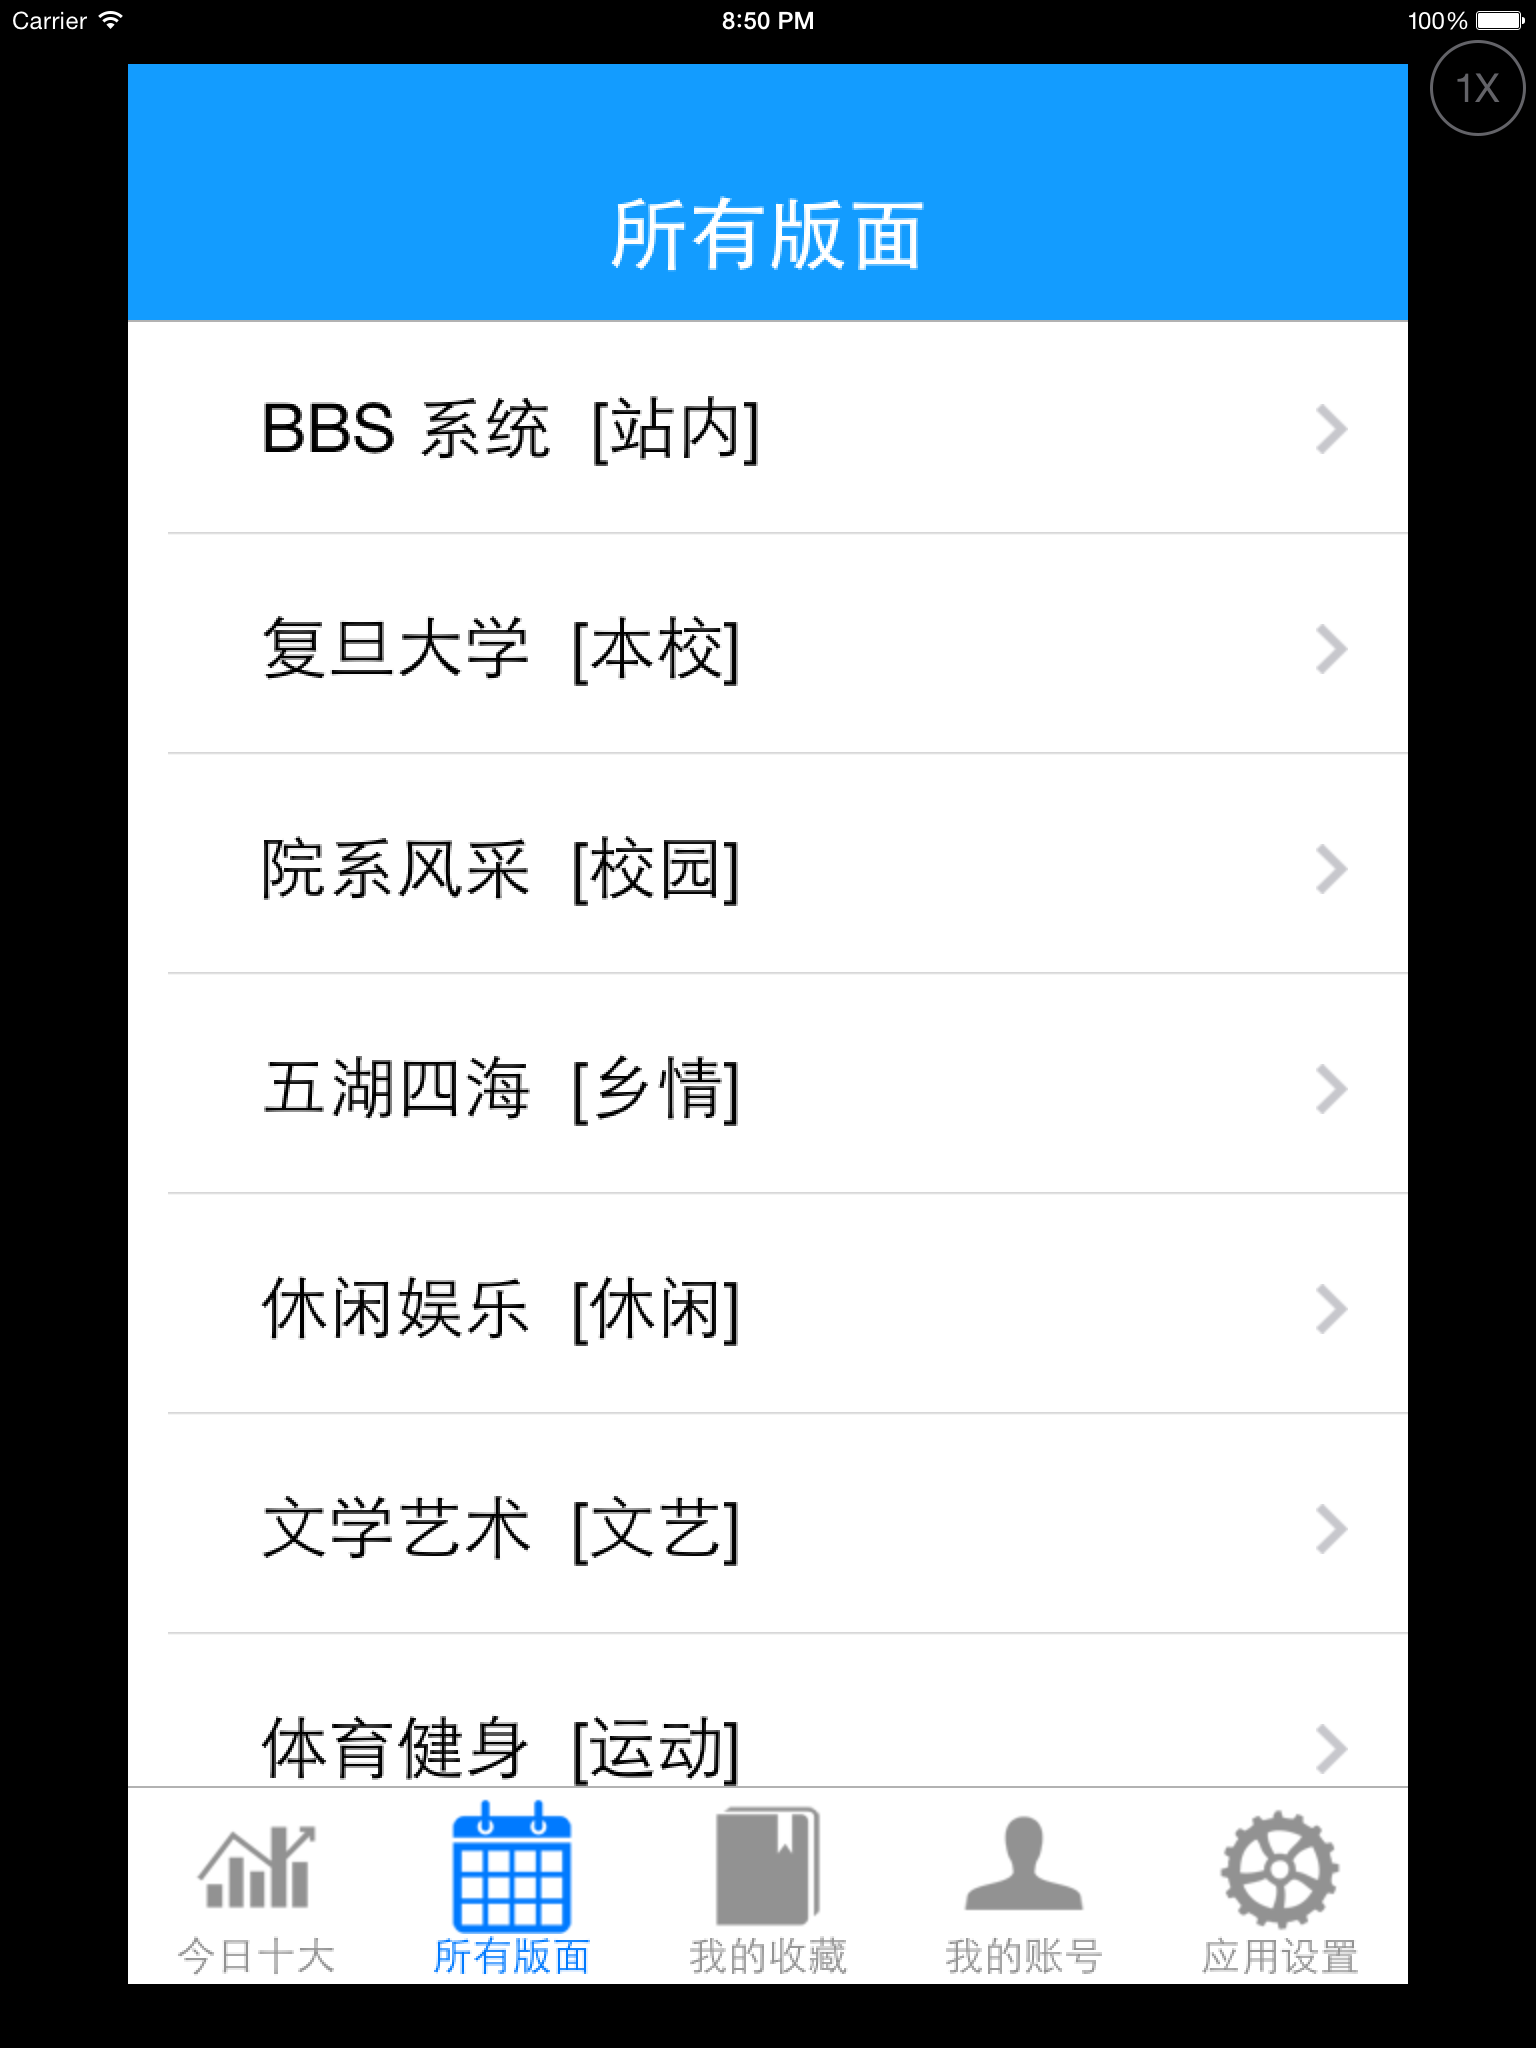 Carrier 8:50 PM 100%
1X
所有版面
BBS 系统 [站内]
复旦大学 [本校]
院系风采 [校园]
五湖四海 [乡情]
休闲娱乐 [休闲]
文学艺术 [文艺]
体育健身 [运动]
今日十大 所有版面 我的收藏 我的账号 应用设置